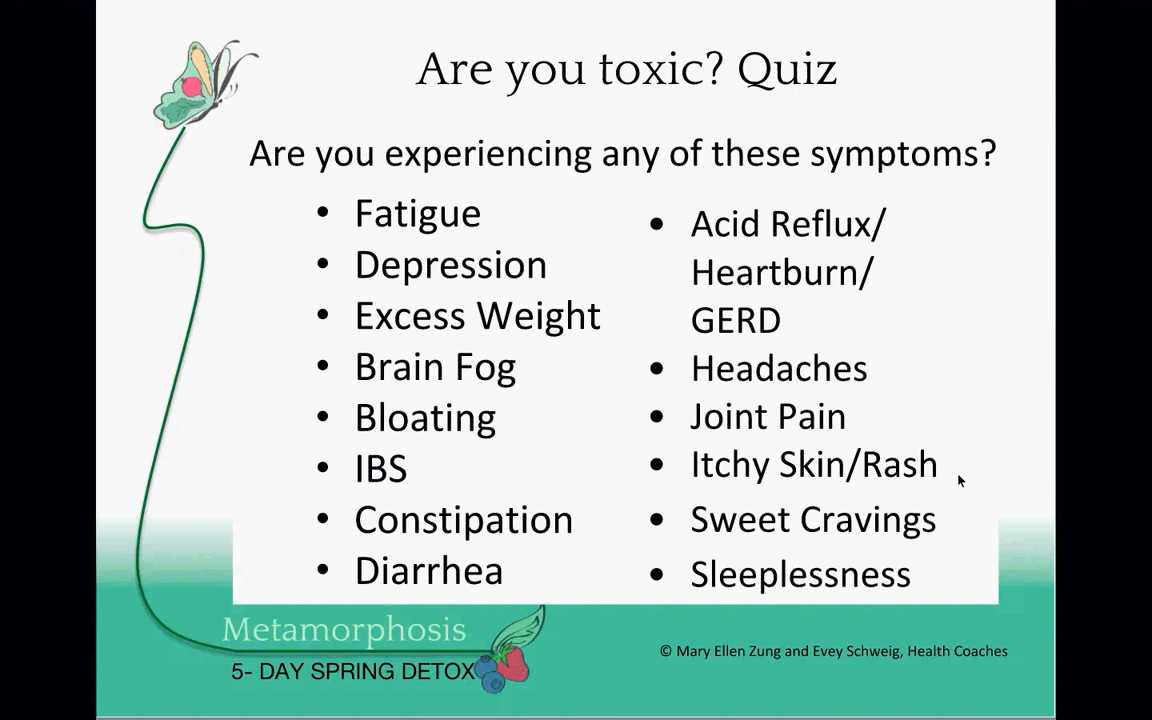 Are you toxic? Quiz
Are you experiencing any of these symptoms?
• Fatigue
• Depression
• Excess Weight
• Brain Fog
• Bloating
• IBS
• Constipation
• Diarrhea
• Acid Reflux/
Heartburn/
GERD
• Headaches
• Joint Pain
• Itchy Skin/Rash
• Sweet Cravings
• Sleeplessness
Metamorphosis
5- DAY SPRING DETOX
© Mary Ellen Zung and Evey Schweig, Health Coaches